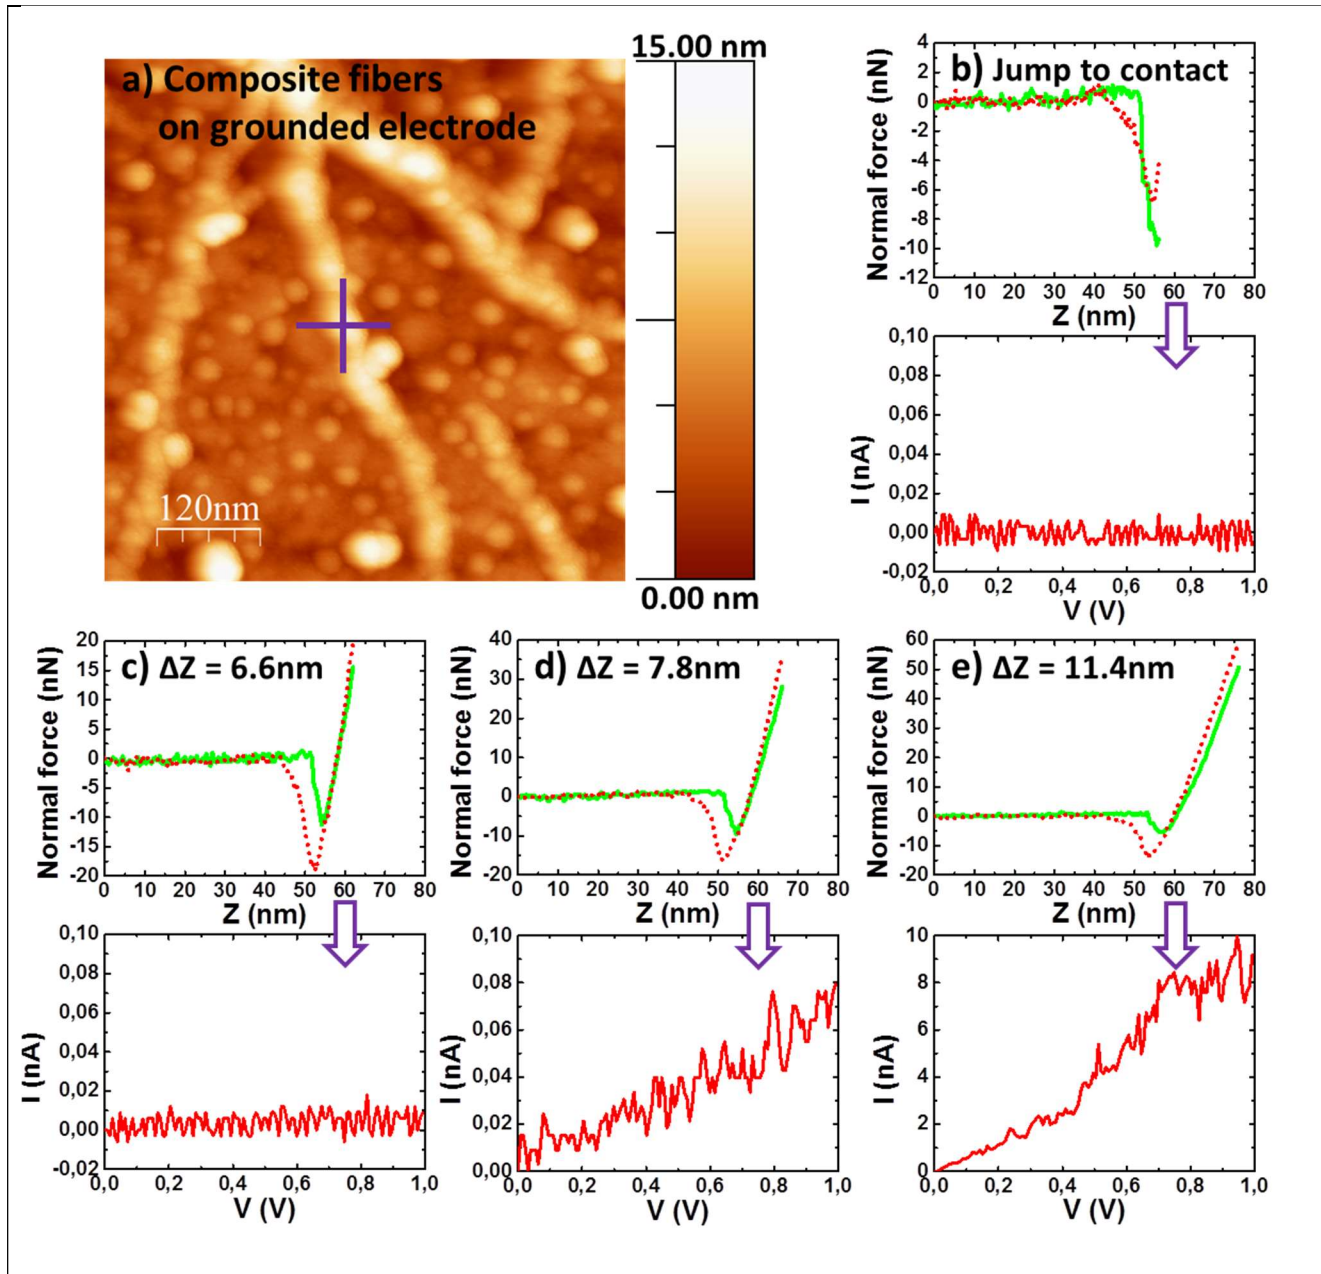 a) Composite fibers
on grounded electrode
120nm
15.00 nm
0.00 nm
b) Jump to contact
Normal force (nN)
4
2
0
-2
-4
-6
-8
-10
-12
0 10 20 30 40 50 60 70 80
Z (nm)
I (nA)
0,10
0,08
0,06
0,04
0,02
0,00
-0,02
0,0 0,2 0,4 0,6 0,8 1,0
V (V)
c) ΔZ = 6.6nm
Normal force (nN)
20
15
10
5
0
-5
-10
-15
-20
0 10 20 30 40 50 60 70 80
Z (nm)
I (nA)
0,10
0,08
0,06
0,04
0,02
0,00
-0,02
0,0 0,2 0,4 0,6 0,8 1,0
V (V)
d) ΔZ = 7.8nm
Normal force (nN)
40
30
20
10
0
-10
-20
0 10 20 30 40 50 60 70 80
Z (nm)
I (nA)
0,10
0,08
0,06
0,04
0,02
0,00
0,0 0,2 0,4 0,6 0,8 1,0
V (V)
e) ΔZ = 11.4nm
Normal force (nN)
60
50
40
30
20
10
0
-10
-20
0 10 20 30 40 50 60 70 80
Z (nm)
I (nA)
10
8
6
4
2
0
0,0 0,2 0,4 0,6 0,8 1,0
V (V)